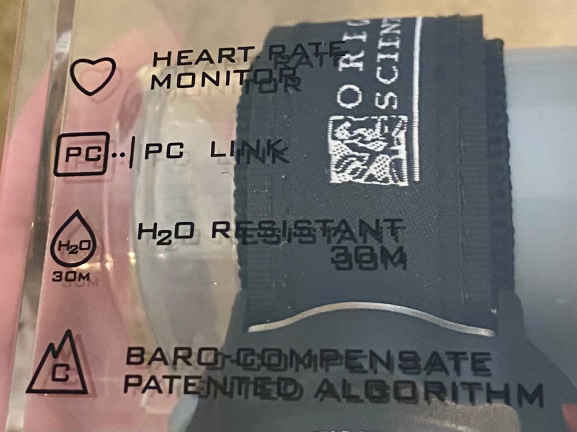 HEART RATE
MONITOR
PC PC LINK
H2O H2O RESISTANT
30M 30M
C BARO-COMPENSATE
PATENTED ALGORITHM